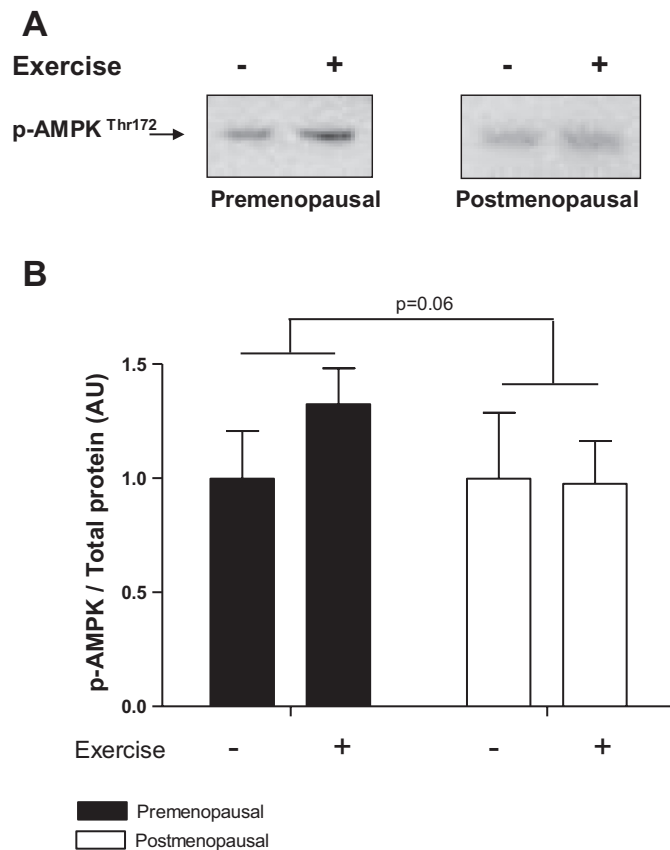 A
Exercise - + - +
p-AMPK Thr172
Premenopausal Postmenopausal
B
p=0.06
p-AMPK / Total protein (AU)
1.5
1.0
0.5
0.0
Exercise - + - +
Premenopausal
Postmenopausal